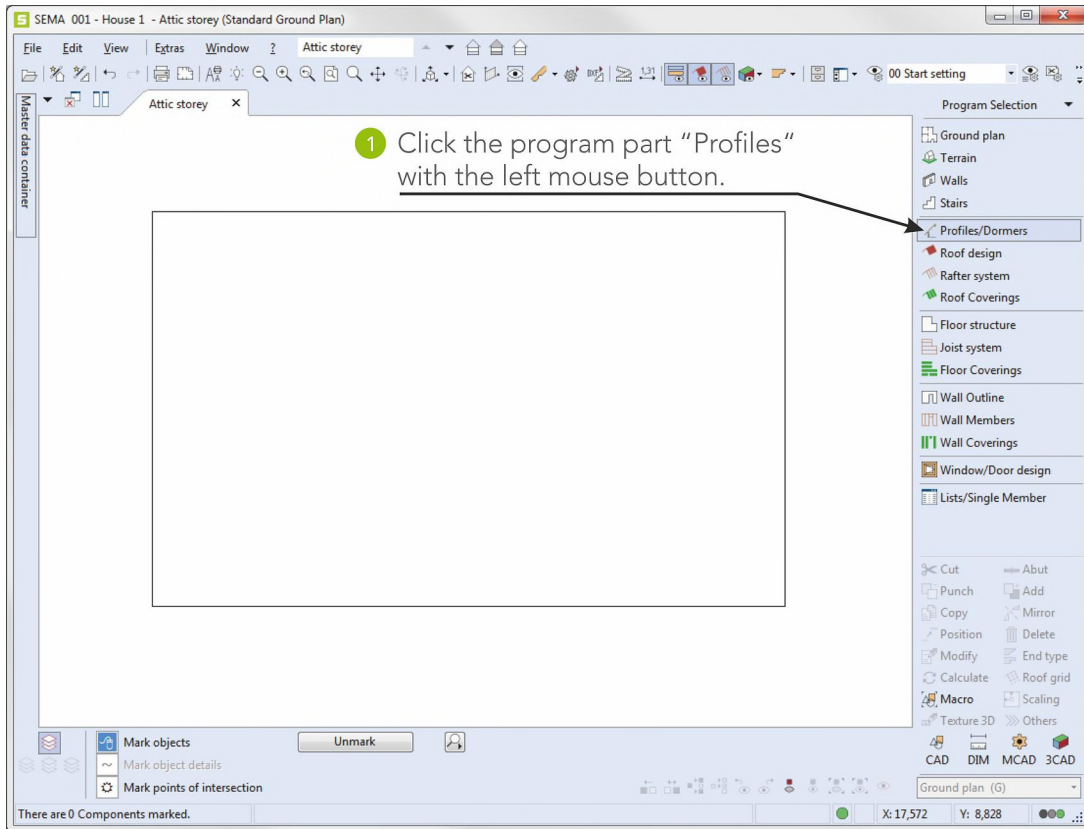 SEMA 001 - House 1 - Attic storey (Standard Ground Plan)
File Edit View Extras Window ? Attic storey
00 Start setting
Attic storey
Program Selection
Master data container
1 Click the program part “Profiles“
with the left mouse button.
Ground plan
Terrain
Walls
Stairs
Profiles/Dormers
Roof design
Rafter system
Roof Coverings
Floor structure
Joist system
Floor Coverings
Wall Outline
Wall Members
Wall Coverings
Window/Door design
Lists/Single Member
Cut Abut
Punch Add
Copy Mirror
Position Delete
Modify End type
Calculate Roof grid
Macro Scaling
Texture 3D Others
CAD DIM MCAD 3CAD
Mark objects Unmark
Mark object details
Mark points of intersection
Ground plan (G)
There are 0 Components marked. X: 17,572 Y: 8,828